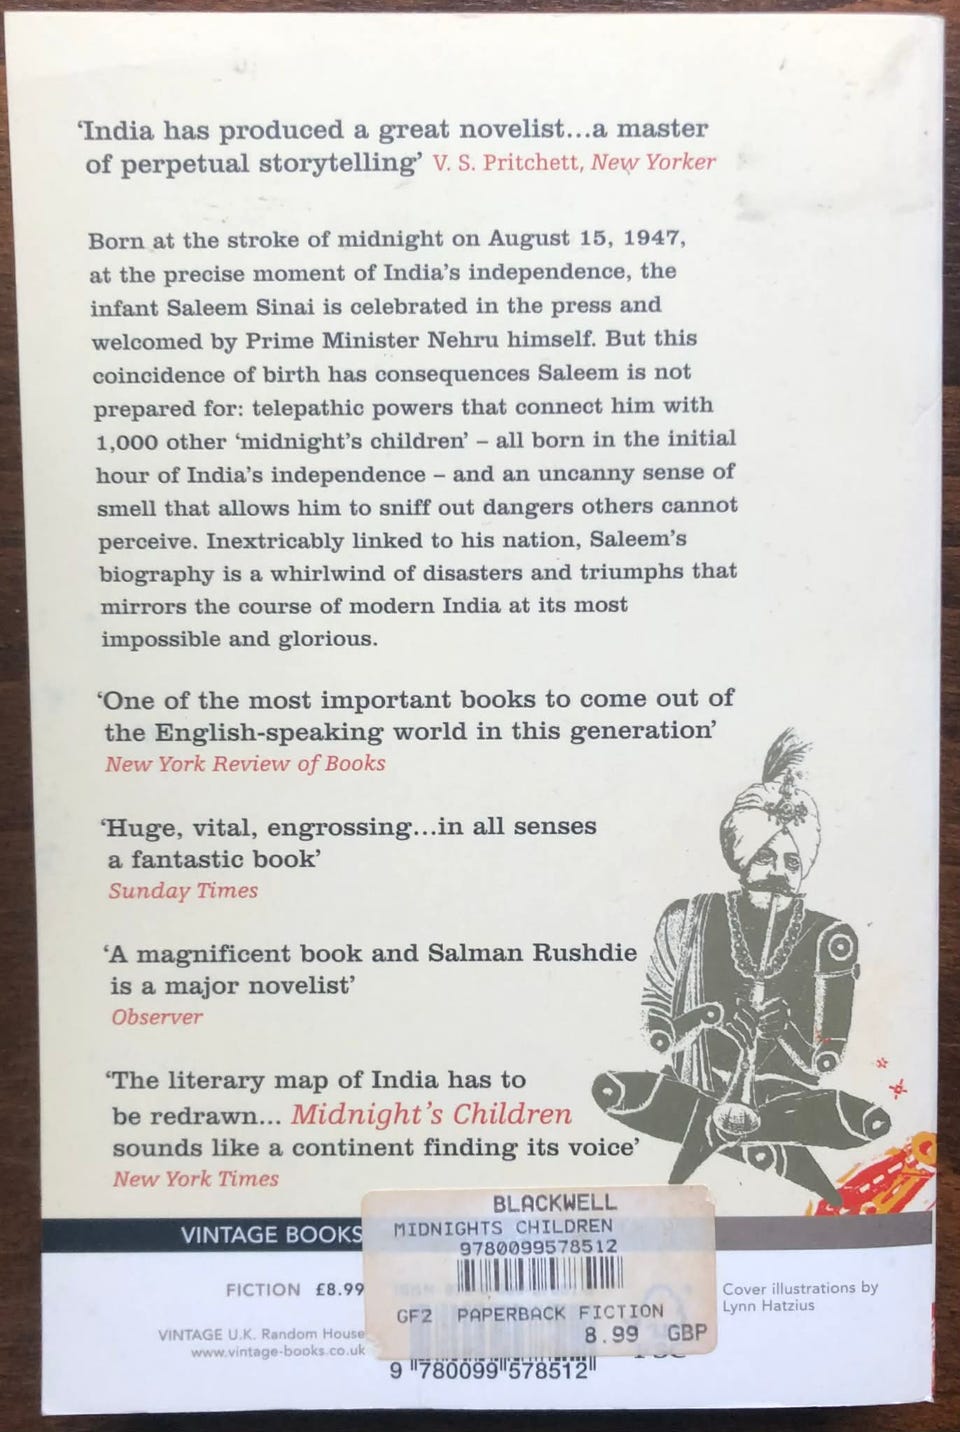 ‘India has produced a great novelist...a master
of perpetual storytelling’ V. S. Pritchett, New Yorker
Born at the stroke of midnight on August 15, 1947,
at the precise moment of India’s independence, the
infant Saleem Sinai is celebrated in the press and
welcomed by Prime Minister Nehru himself. But this
coincidence of birth has consequences Saleem is not
prepared for: telepathic powers that connect him with
1,000 other ‘midnight’s children’ – all born in the initial
hour of India’s independence – and an uncanny sense of
smell that allows him to sniff out dangers others cannot
perceive. Inextricably linked to his nation, Saleem’s
biography is a whirlwind of disasters and triumphs that
mirrors the course of modern India at its most
impossible and glorious.
‘One of the most important books to come out of
the English-speaking world in this generation’
New York Review of Books
‘Huge, vital, engrossing...in all senses
a fantastic book’
Sunday Times
‘A magnificent book and Salman Rushdie
is a major novelist’
Observer
‘The literary map of India has to
be redrawn... Midnight’s Children
sounds like a continent finding its voice’
New York Times
VINTAGE BOOKS
BLACKWELL
MIDNIGHTS CHILDREN
9780099578512
GF2 PAPERBACK FICTION
8.99 GBP
FICTION £8.99
VINTAGE U.K. Random House
www.vintage-books.co.uk
Cover illustrations by
Lynn Hatzius
9 780099 578512